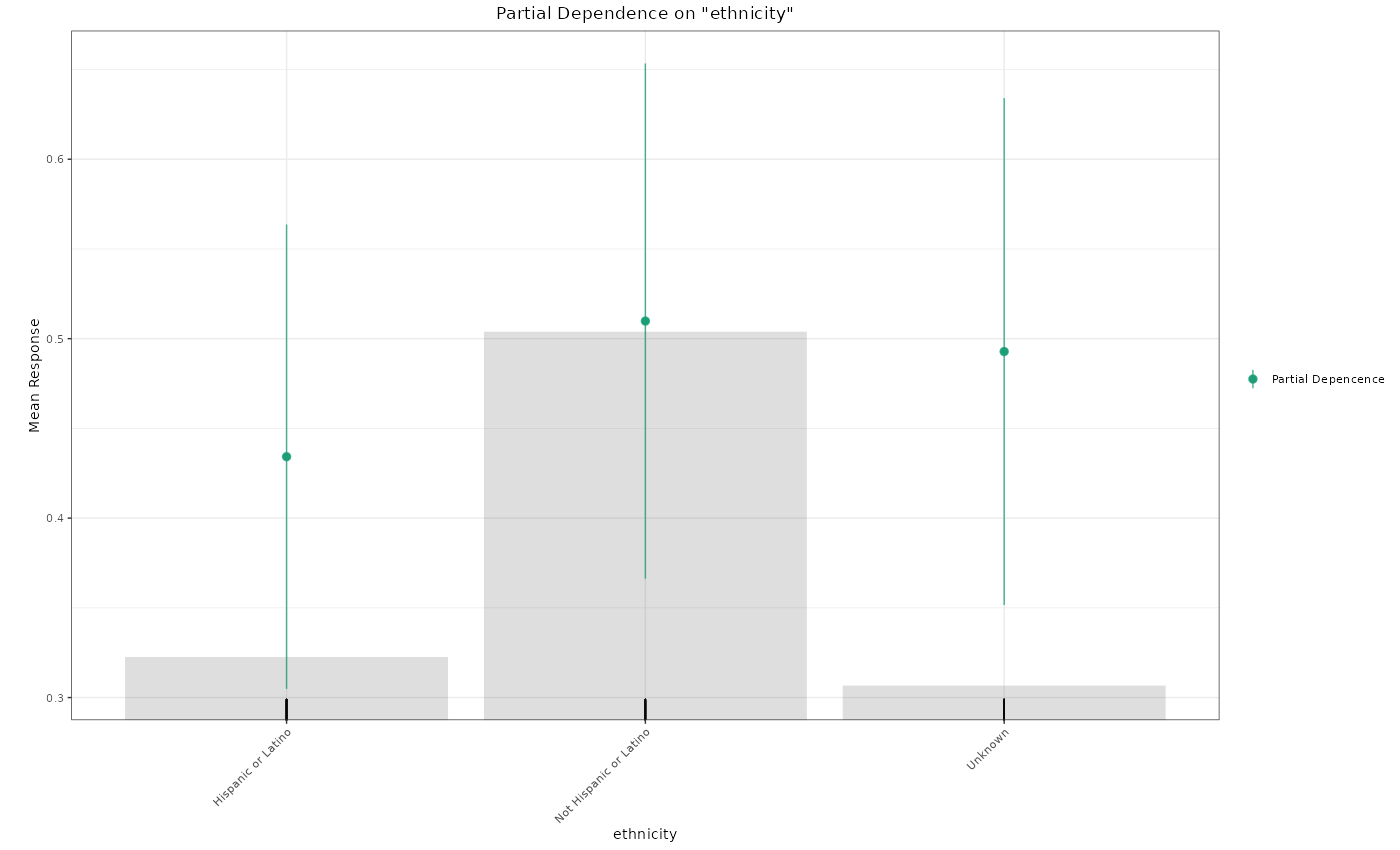 Partial Dependence on "ethnicity"
Mean Response
0.6
0.5
0.4
0.3
Hispanic or Latino
Not Hispanic or Latino
Unknown
ethnicity
Partial Depencence